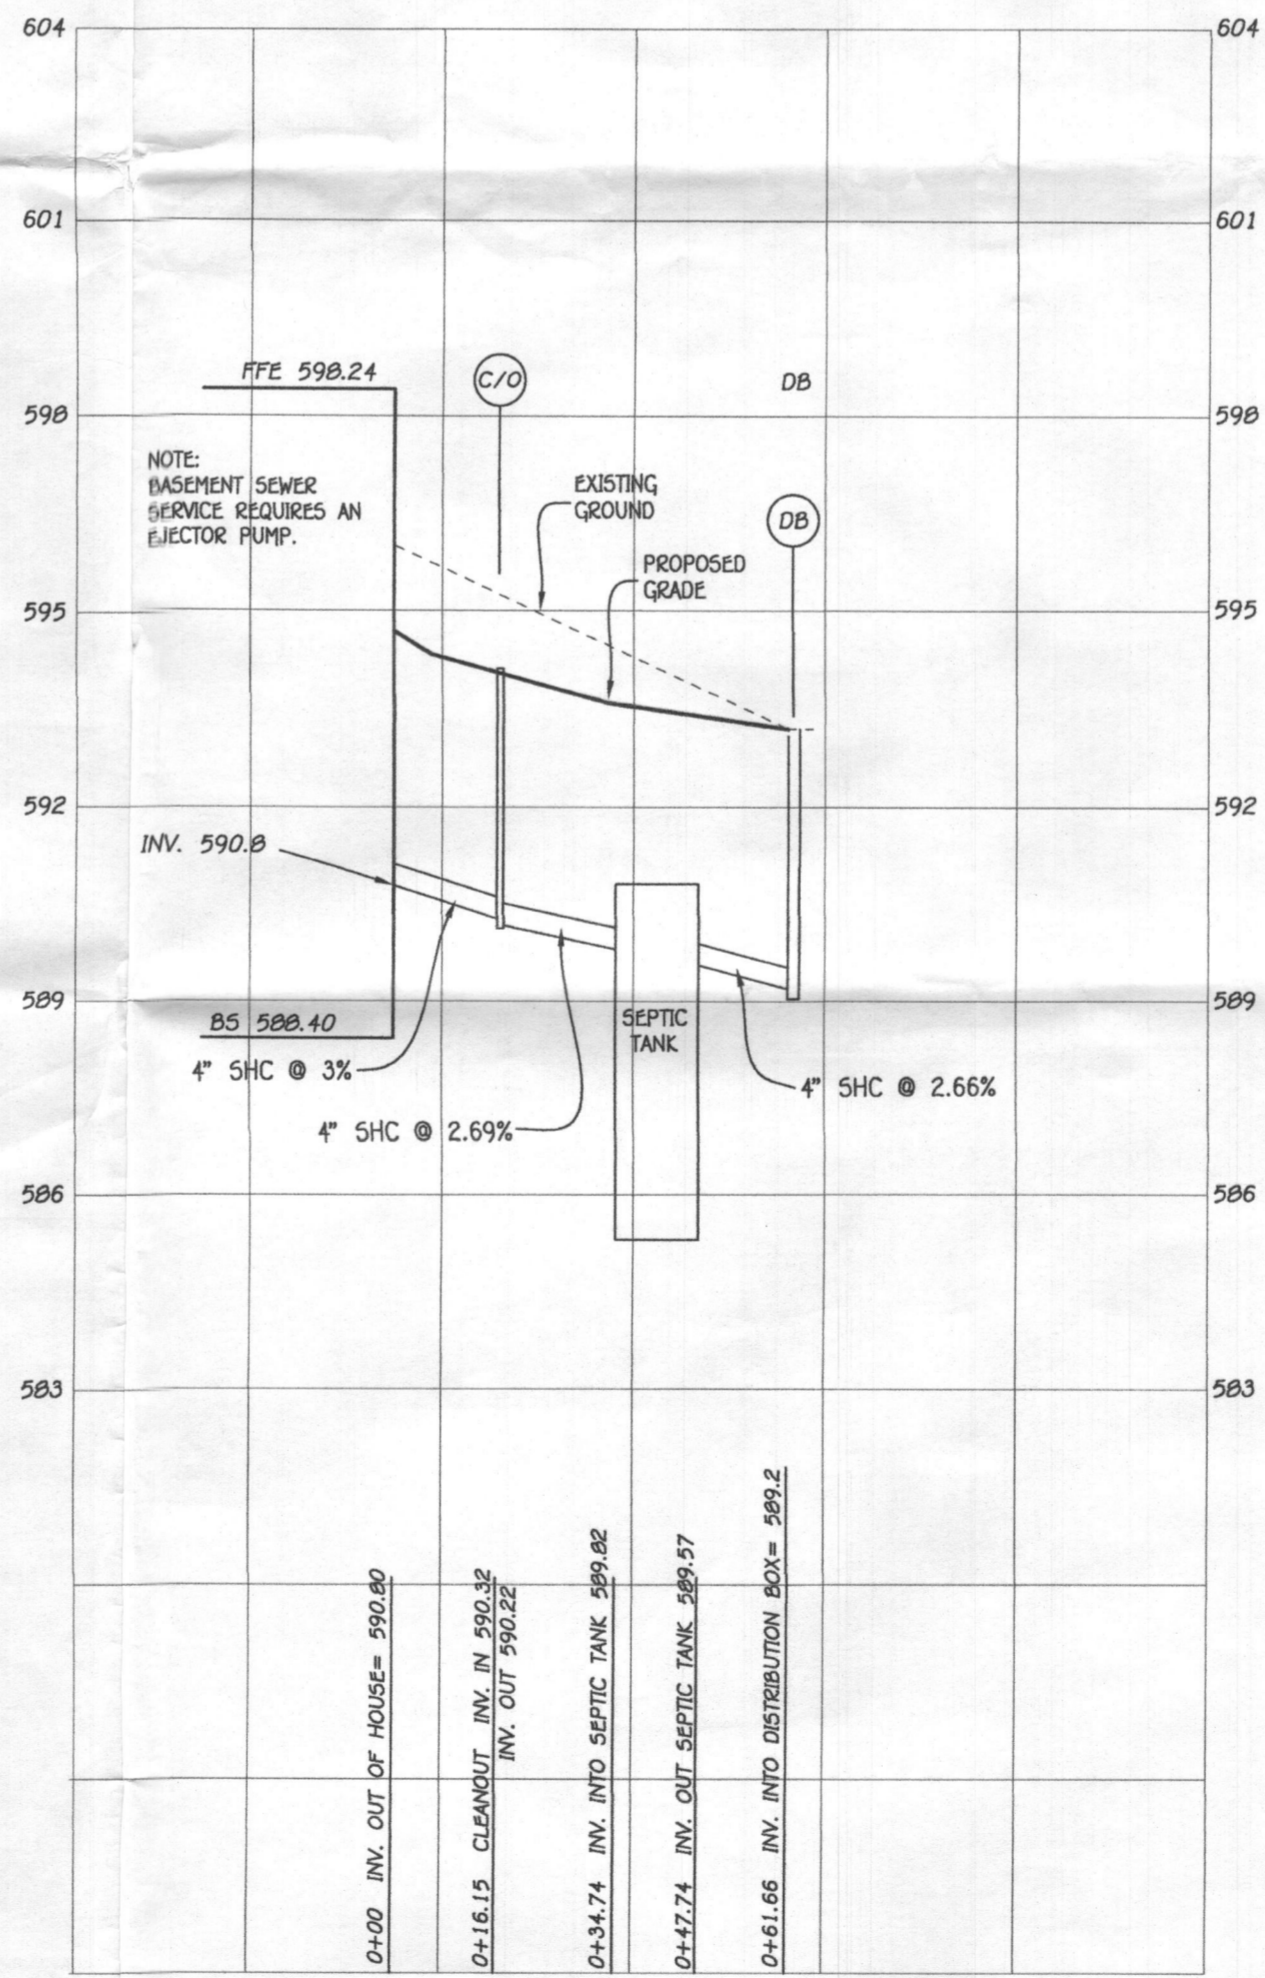 604
604
601
601
FFE 598.24
C/O
DB
598
598
NOTE:
BASEMENT SEWER
SERVICE REQUIRES AN
EJECTOR PUMP.
EXISTING
GROUND
DB
PROPOSED
GRADE
595
595
592
592
INV. 590.8
589
589
BS 588.40
SEPTIC
TANK
4" SHC @ 3%
4" SHC @ 2.66%
4" SHC @ 2.69%
586
586
583
583
0+00 INV. OUT OF HOUSE= 590.80
0+16.15 CLEANOUT INV. IN 590.32
INV. OUT 590.22
0+34.74 INV. INTO SEPTIC TANK 589.82
0+47.74 INV. OUT SEPTIC TANK 589.57
0+61.66 INV. INTO DISTRIBUTION BOX= 589.2